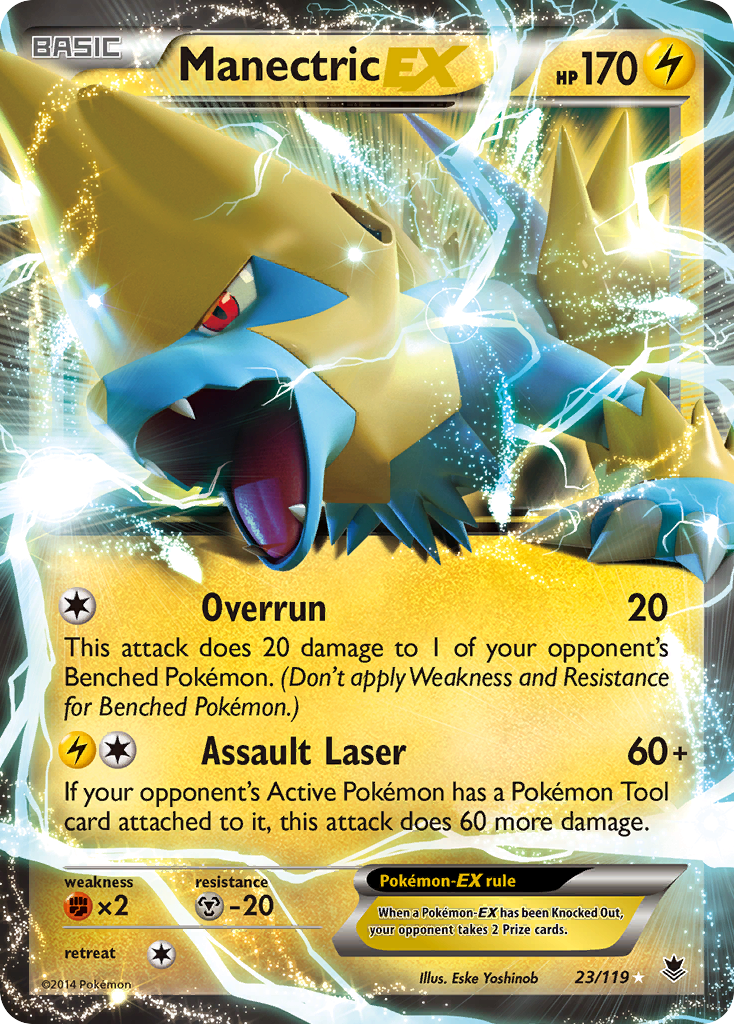 BASIC
Manectric EX
HP 170
Overrun 20
This attack does 20 damage to 1 of your opponent's
Benched Pokémon. (Don't apply Weakness and Resistance
for Benched Pokémon.)
Assault Laser 60+
If your opponent's Active Pokémon has a Pokémon Tool
card attached to it, this attack does 60 more damage.
weakness resistance
×2 -20
retreat
Pokémon-EX rule
When a Pokémon-EX has been Knocked Out,
your opponent takes 2 Prize cards.
©2014 Pokémon
Illus. Eske Yoshinob 23/119